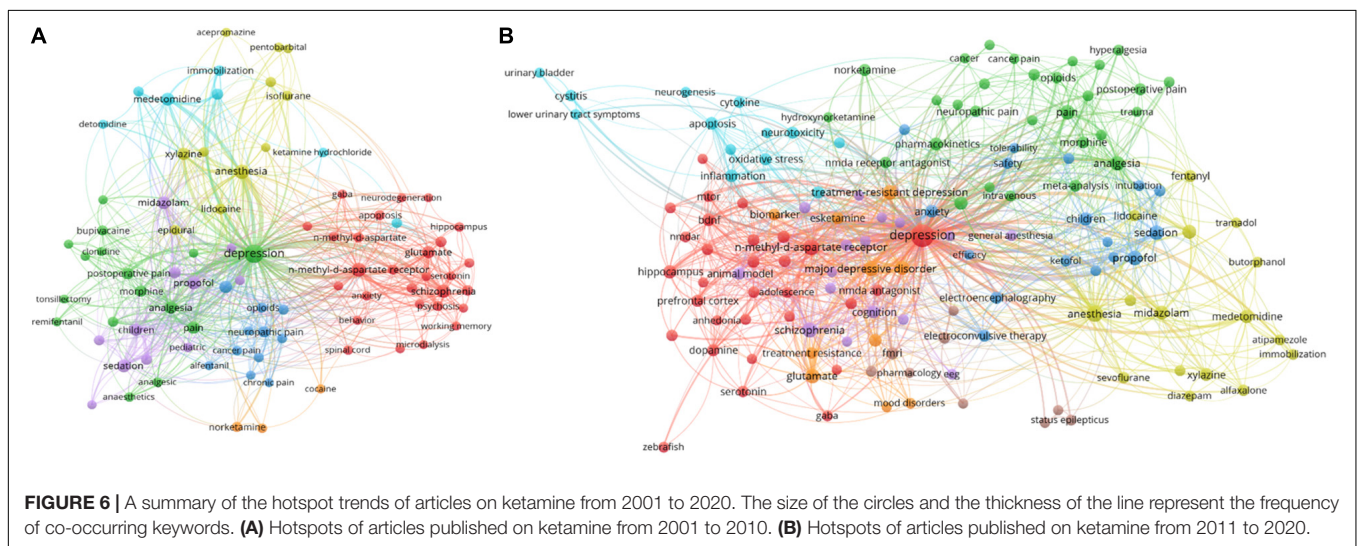 A
acepromazine
pentobarbital
immobilization
isoflurane
medetomidine
detomidine
ketamine hydrochloride
xylazine
anesthesia
gaba
neurodegeneration
midazolam
lidocaine
apoptosis
hippocampus
bupivacaine
epidural
n-methyl-d-aspartate
clonidine
depression
glutamate
postoperative pain
n-methyl-d-aspartate receptor
serotonin
propofol
morphine
anxiety
schizophrenia
tonsillectomy
analgesia
opioids
psychosis
remifentanil
children
pain
neuropathic pain
behavior
working memory
pediatric
cancer pain
spinal cord
microdialysis
sedation
alfentanil
analgesic
chronic pain
cocaine
anaesthetics
norketamine
B
urinary bladder
cystitis
lower urinary tract symptoms
neurogenesis
cytokine
norketamine
cancer
cancer pain
hyperalgesia
opioids
postoperative pain
apoptosis
neurotoxicity
hydroxynorketamine
neuropathic pain
pain
trauma
oxidative stress
pharmacokinetics
tolerability
morphine
inflammation
nmda receptor antagonist
safety
analgesia
mtor
treatment-resistant depression
intravenous
meta-analysis
intubation
fentanyl
bdnf
biomarker
esketamine
anxiety
children
lidocaine
tramadol
nmdar
n-methyl-d-aspartate receptor
depression
general anesthesia
sedation
hippocampus
animal model
major depressive disorder
efficacy
ketofol
propofol
butorphanol
prefrontal cortex
adolescence
nmda antagonist
electroencephalography
anhedonia
schizophrenia
cognition
anesthesia
midazolam
medetomidine
dopamine
treatment resistance
fmri
electroconvulsive therapy
atipamezole
immobilization
serotonin
glutamate
pharmacology
eeg
sevoflurane
xylazine
diazepam
alfaxalone
mood disorders
gaba
status epilepticus
zebrafish
FIGURE 6 | A summary of the hotspot trends of articles on ketamine from 2001 to 2020. The size of the circles and the thickness of the line represent the frequency
of co-occurring keywords. (A) Hotspots of articles published on ketamine from 2001 to 2010. (B) Hotspots of articles published on ketamine from 2011 to 2020.